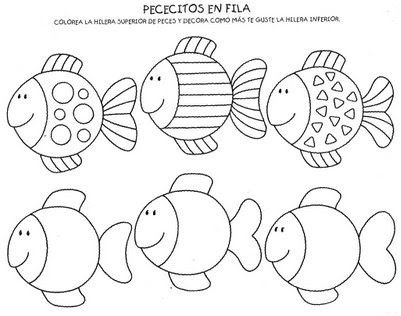 PECECITOS EN FILA
COLOREA LA HILERA SUPERIOR DE PECES Y DECORA COMO MÁS TE GUSTE LA HILERA INFERIOR.